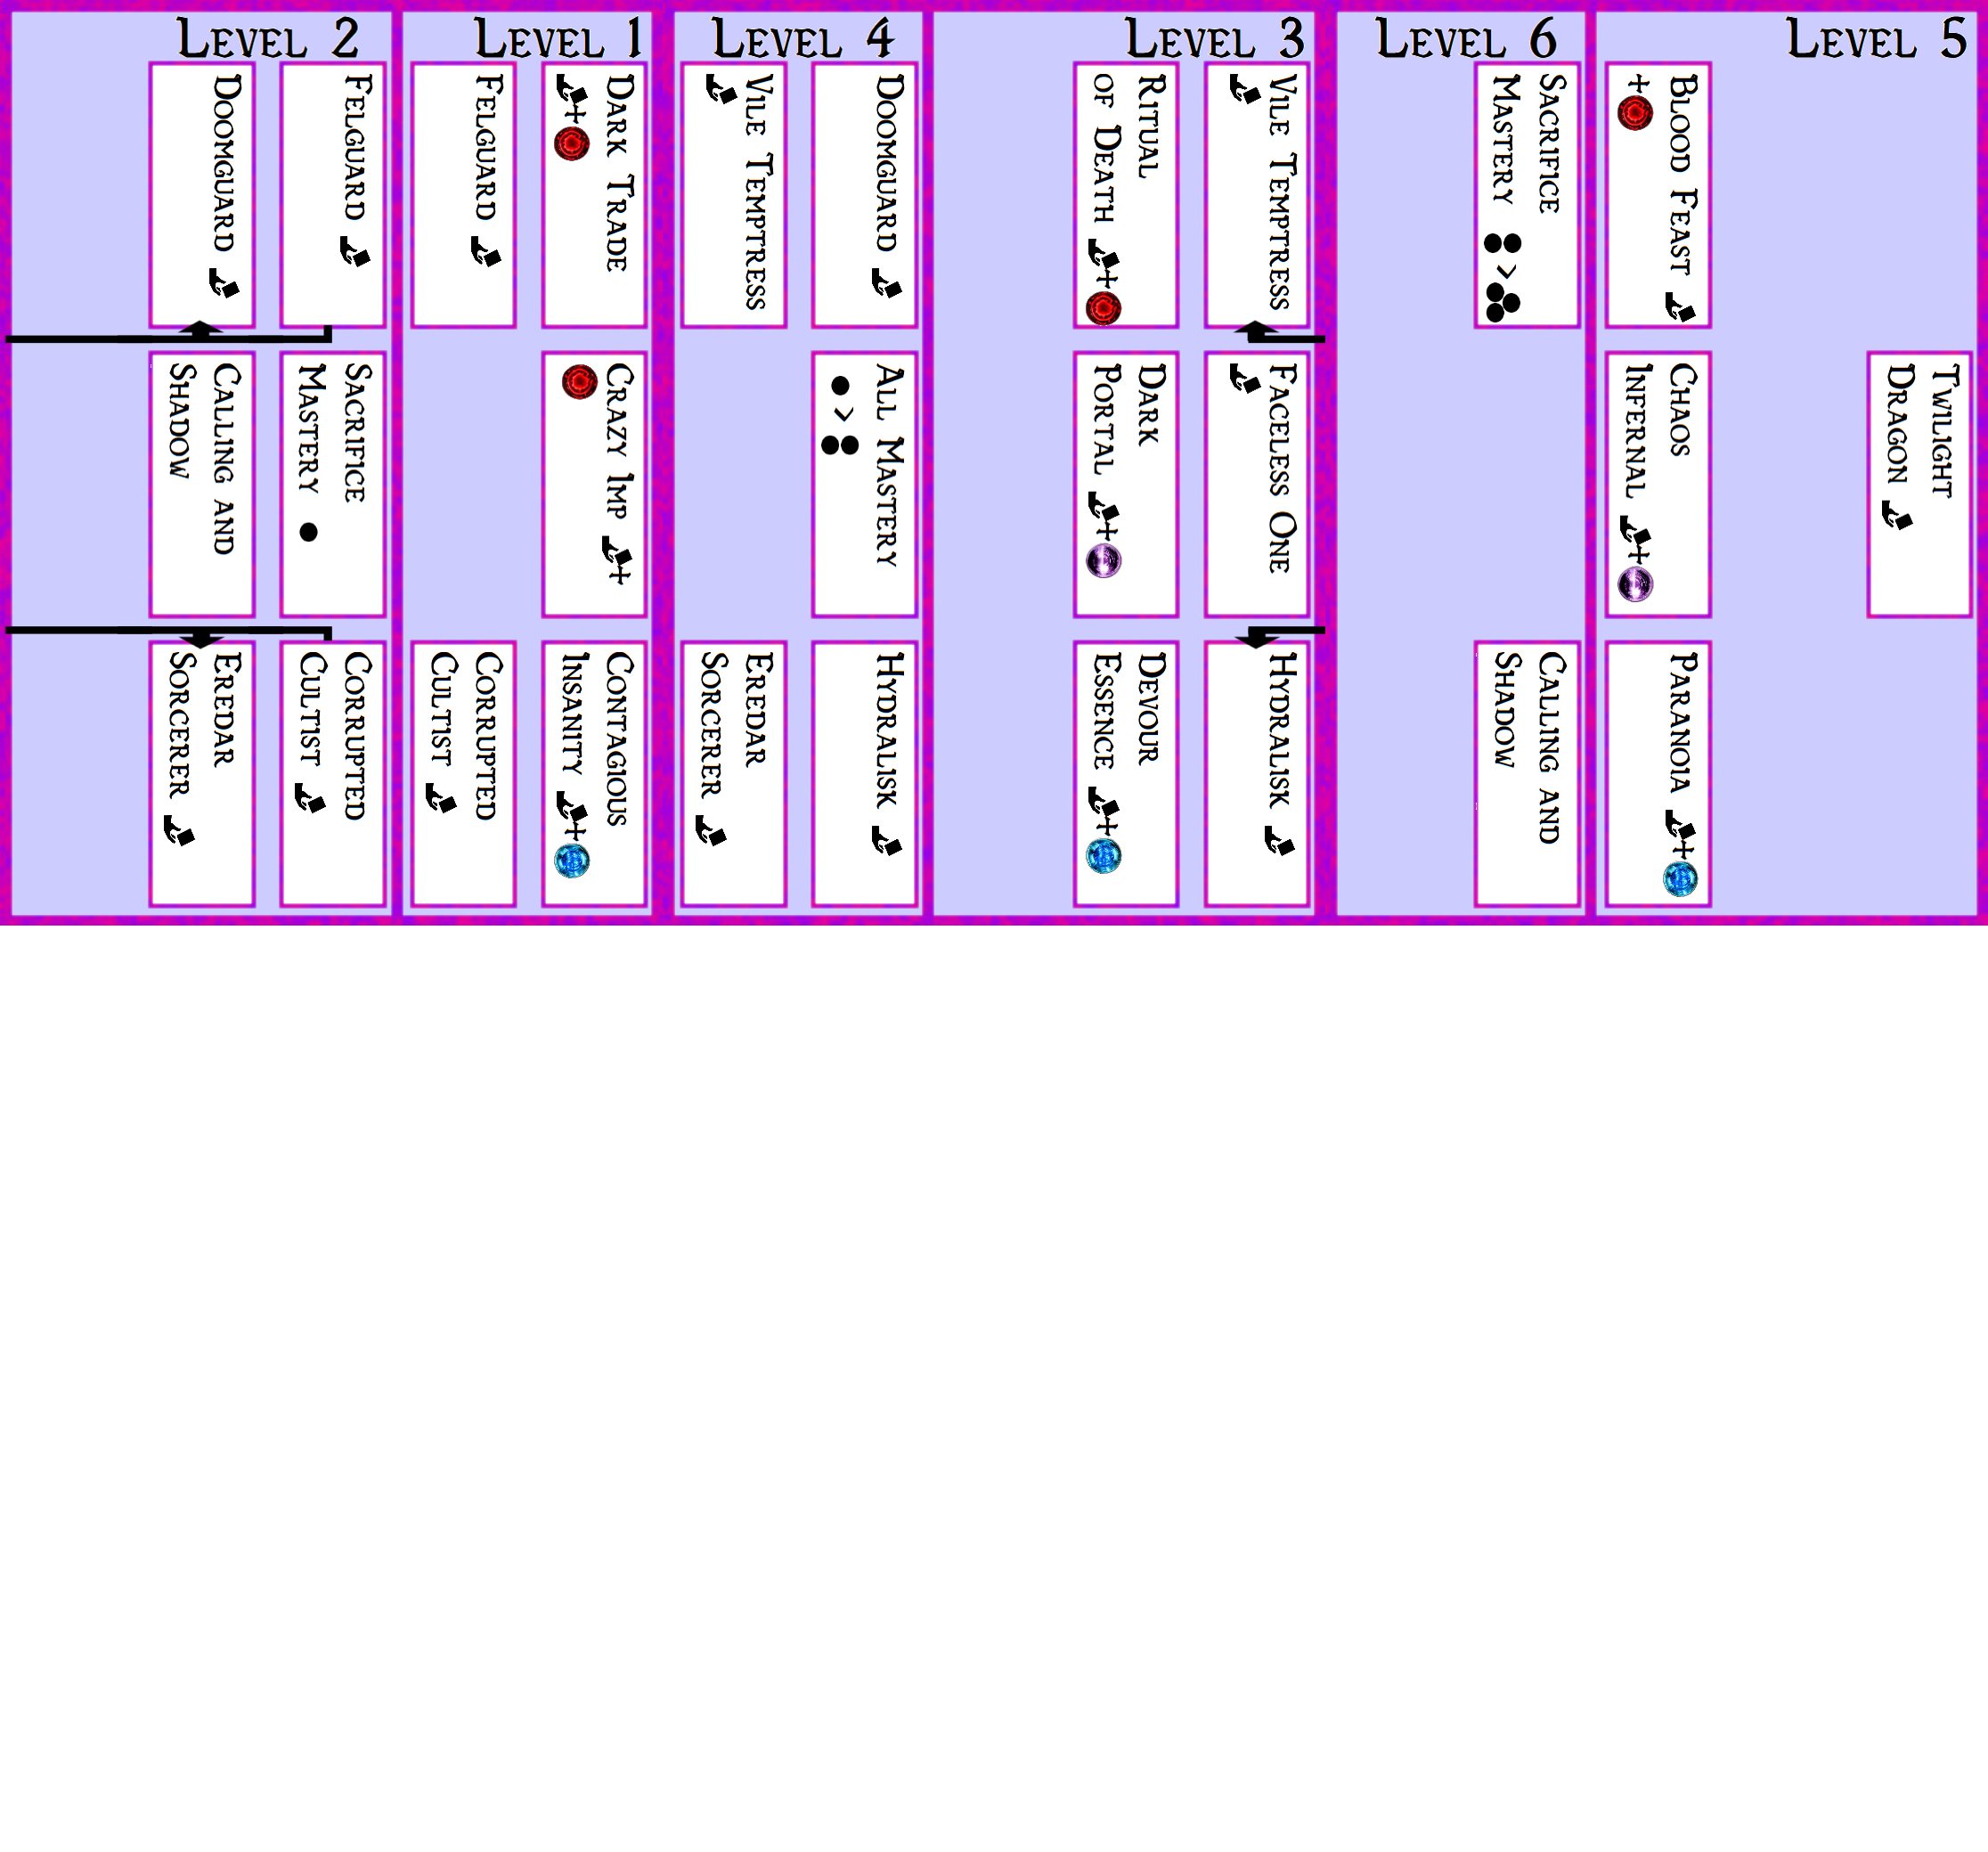 Level 2
Felguard
Doomguard
Sacrifice
Mastery
Calling and
Shadow
Corrupted
Cultist
Eredar
Sorcerer
Level 1
Dark Trade
+
Felguard
Crazy Imp +
Contagious
Insanity +
Corrupted
Cultist
Level 4
Doomguard
Vile Temptress
All Mastery
>
Hydralisk
Eredar
Sorcerer
Level 3
Vile Temptress
Ritual
of Death +
Faceless One
Dark
Portal +
Hydralisk
Devour
Essence +
Level 6
Sacrifice
Mastery >
Calling and
Shadow
Level 5
Blood Feast
+
Chaos
Infernal +
Paranoia +
Twilight
Dragon